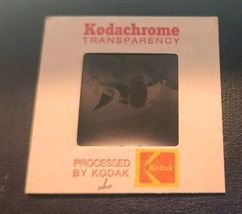 Kodachrome
TRANSPARENCY
PROCESSED
BY KODAK
Kodak